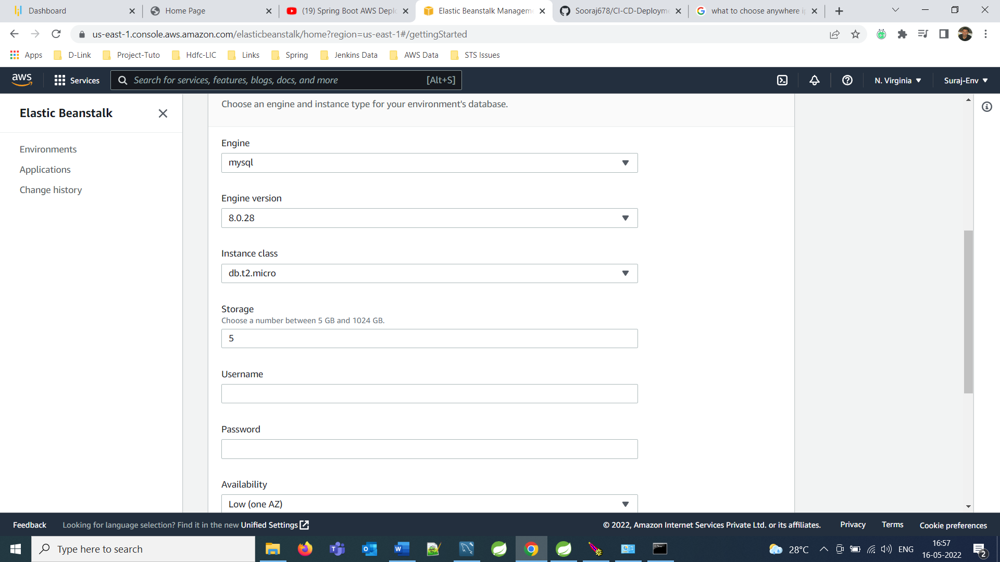 Dashboard
Home Page
(19) Spring Boot AWS Deplo
Elastic Beanstalk Manageme
Sooraj678/CI-CD-Deployme
what to choose anywhere ip
us-east-1.console.aws.amazon.com/elasticbeanstalk/home?region=us-east-1#/gettingStarted
Apps
D-Link
Project-Tuto
Hdfc-LIC
Links
Spring
Jenkins Data
AWS Data
STS Issues
aws
Services
Search for services, features, blogs, docs, and more
[Alt+S]
N. Virginia
Suraj-Env
Elastic Beanstalk
Environments
Applications
Change history
Choose an engine and instance type for your environment's database.
Engine
mysql
Engine version
8.0.28
Instance class
db.t2.micro
Storage
Choose a number between 5 GB and 1024 GB.
5
Username
Password
Availability
Low (one AZ)
Feedback
Looking for language selection? Find it in the new Unified Settings
© 2022, Amazon Internet Services Private Ltd. or its affiliates.
Privacy
Terms
Cookie preferences
Type here to search
28°C
ENG
16:57
16-05-2022
2